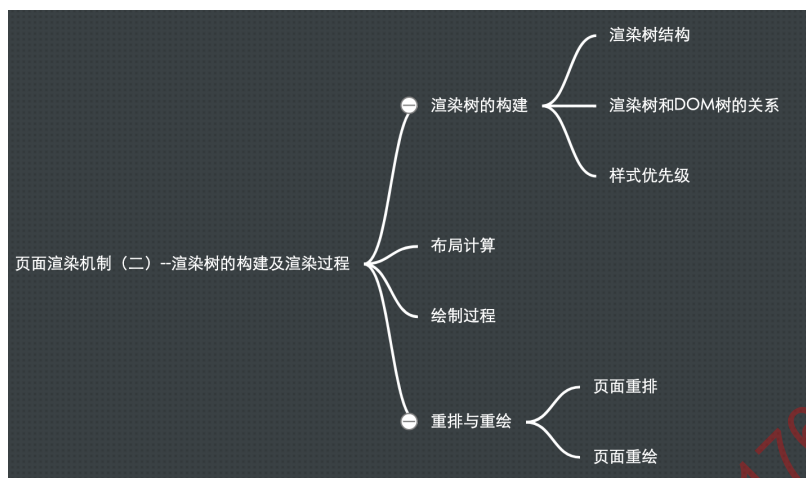 页面渲染机制（二）--渲染树的构建及渲染过程
渲染树的构建
渲染树结构
渲染树和DOM树的关系
样式优先级
布局计算
绘制过程
重排与重绘
页面重排
页面重绘